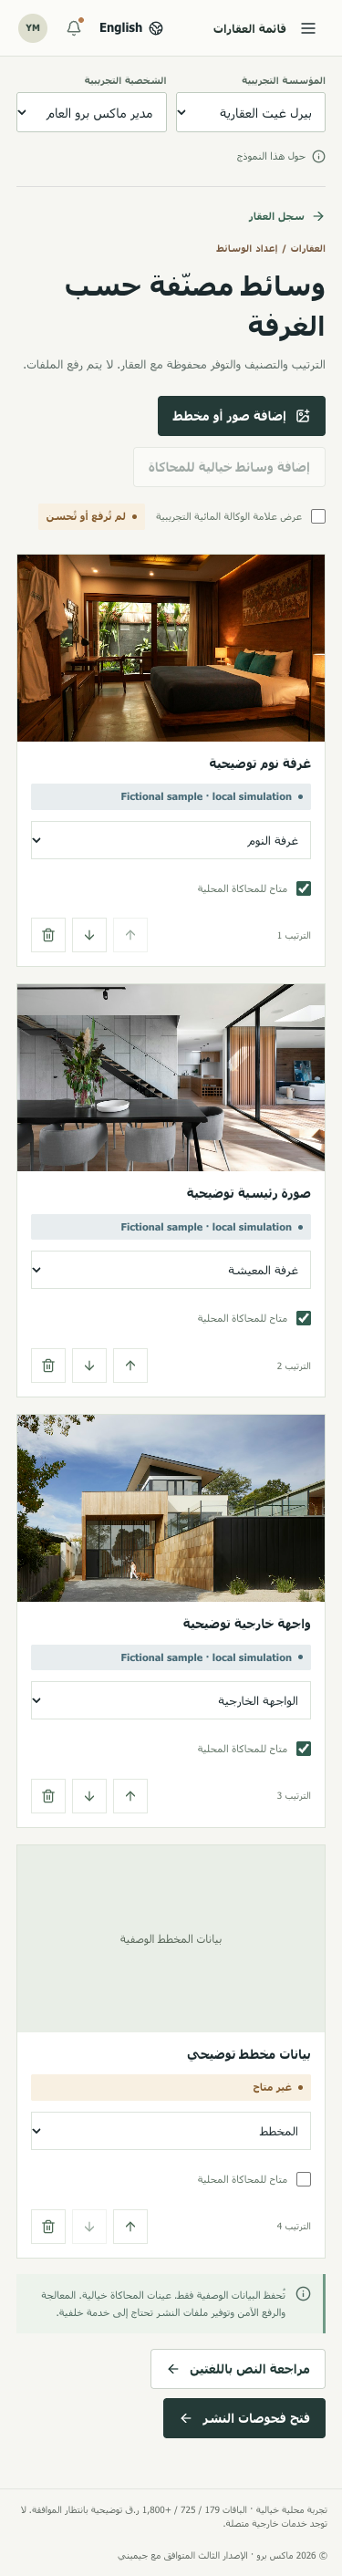 قائمة العقارات
English
YM
المؤسسة التجريبية
الشخصية التجريبية
بيرل غيت العقارية
مدير ماكس برو العام
حول هذا النموذج
سجل العقار
العقارات / إعداد الوسائط
وسائط مصنّفة حسب
الغرفة
الترتيب والتصنيف والتوفر محفوظة مع العقار. لا يتم رفع الملفات.
إضافة صور أو مخطط
إضافة وسائط خيالية للمحاكاة
عرض علامة الوكالة المائية التجريبية
لم تُرفع أو تُحسن
غرفة نوم توضيحية
Fictional sample · local simulation
غرفة النوم
متاح للمحاكاة المحلية
الترتيب 1
صورة رئيسية توضيحية
Fictional sample · local simulation
غرفة المعيشة
متاح للمحاكاة المحلية
الترتيب 2
واجهة خارجية توضيحية
Fictional sample · local simulation
الواجهة الخارجية
متاح للمحاكاة المحلية
الترتيب 3
بيانات المخطط الوصفية
بيانات مخطط توضيحي
غير متاح
المخطط
متاح للمحاكاة المحلية
الترتيب 4
تُحفظ البيانات الوصفية فقط. عينات المحاكاة خيالية. المعالجة
والرفع الآمن وتوفير ملفات النشر تحتاج إلى خدمة خلفية.
مراجعة النص باللغتين
فتح فحوصات النشر
تجربة محلية خيالية · الباقات 179 / 725 / +1,800 ر.ق توضيحية بانتظار الموافقة. لا
توجد خدمات خارجية متصلة.
© 2026 ماكس برو · الإصدار الثالث المتوافق مع جيميني